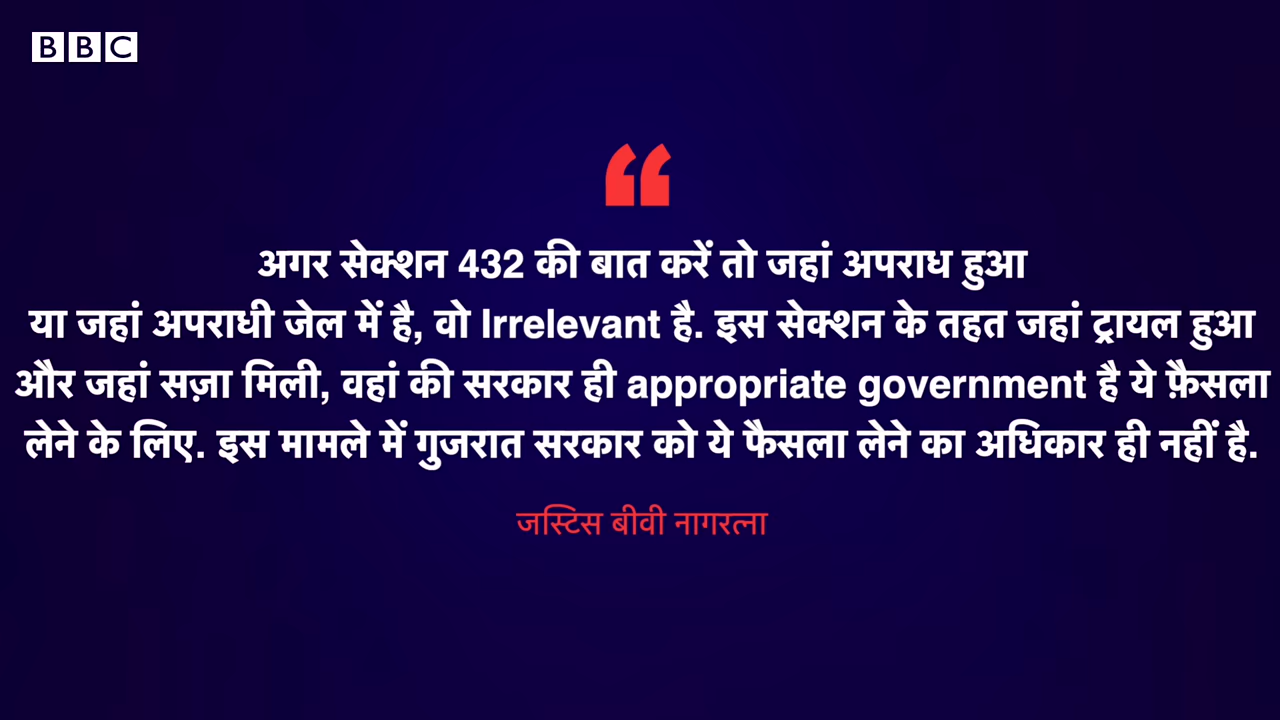 BBC
“
अगर सेक्शन 432 की बात करें तो जहां अपराध हुआ
या जहां अपराधी जेल में है, वो Irrelevant है. इस सेक्शन के तहत जहां ट्रायल हुआ
और जहां सज़ा मिली, वहां की सरकार ही appropriate government है ये फ़ैसला
लेने के लिए. इस मामले में गुजरात सरकार को ये फैसला लेने का अधिकार ही नहीं है.
जस्टिस बीवी नागरत्ना